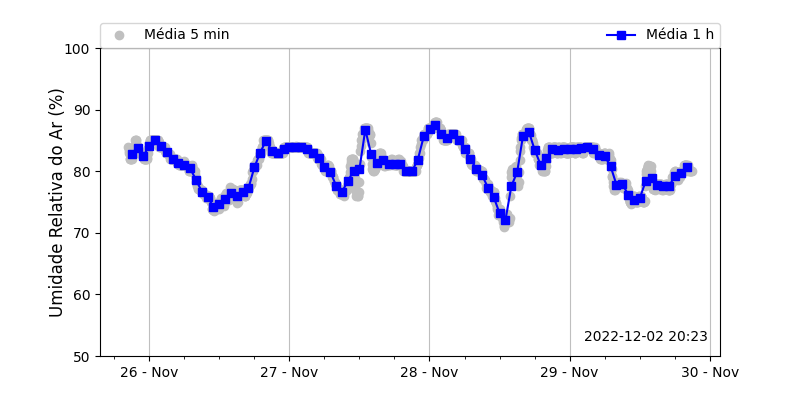 Média 5 min
Média 1 h
Umidade Relativa do Ar (%)
100
90
80
70
60
50
2022-12-02 20:23
26 - Nov
27 - Nov
28 - Nov
29 - Nov
30 - Nov